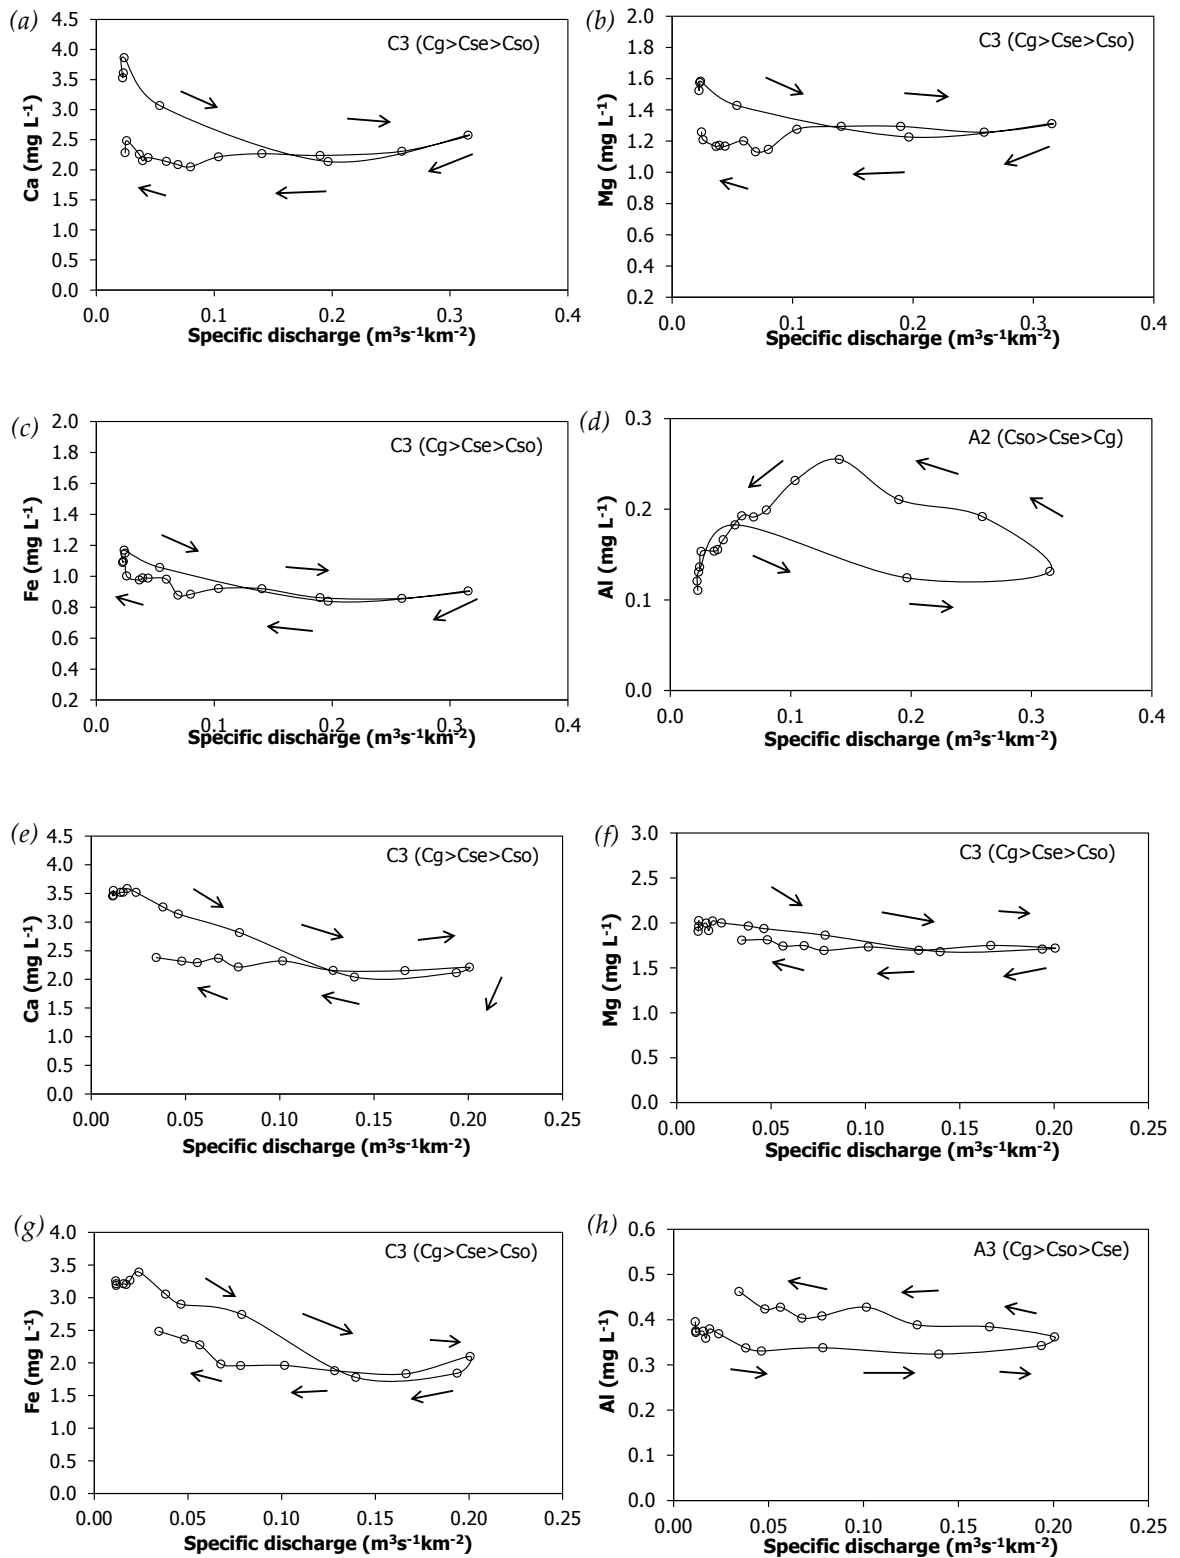 (a)
4.5
4.0
3.5
3.0
2.5
2.0
1.5
1.0
0.5
0.0
Ca (mg L-1)
C3 (Cg>Cse>Cso)
0.0 0.1 0.2 0.3 0.4
Specific discharge (m3s-1km-2)
(b)
2.0
1.8
1.6
1.4
1.2
1.0
0.8
0.6
0.4
0.2
Mg (mg L-1)
C3 (Cg>Cse>Cso)
0.0 0.1 0.2 0.3 0.4
Specific discharge (m3s-1km-2)
(c)
2.0
1.8
1.6
1.4
1.2
1.0
0.8
0.6
0.4
0.2
Fe (mg L-1)
C3 (Cg>Cse>Cso)
0.0 0.1 0.2 0.3 0.4
Specific discharge (m3s-1km-2)
(d)
0.3
0.2
0.1
0.0
Al (mg L-1)
A2 (Cso>Cse>Cg)
0.0 0.1 0.2 0.3 0.4
Specific discharge (m3s-1km-2)
(e)
4.5
4.0
3.5
3.0
2.5
2.0
1.5
1.0
0.5
0.0
Ca (mg L-1)
C3 (Cg>Cse>Cso)
0.00 0.05 0.10 0.15 0.20 0.25
Specific discharge (m3s-1km-2)
(f)
3.0
2.5
2.0
1.5
1.0
0.5
0.0
Mg (mg L-1)
C3 (Cg>Cse>Cso)
0.00 0.05 0.10 0.15 0.20 0.25
Specific discharge (m3s-1km-2)
(g)
4.0
3.5
3.0
2.5
2.0
1.5
1.0
0.5
0.0
Fe (mg L-1)
C3 (Cg>Cse>Cso)
0.00 0.05 0.10 0.15 0.20 0.25
Specific discharge (m3s-1km-2)
(h)
0.6
0.5
0.4
0.3
0.2
0.1
0.0
Al (mg L-1)
A3 (Cg>Cso>Cse)
0.00 0.05 0.10 0.15 0.20 0.25
Specific discharge (m3s-1km-2)